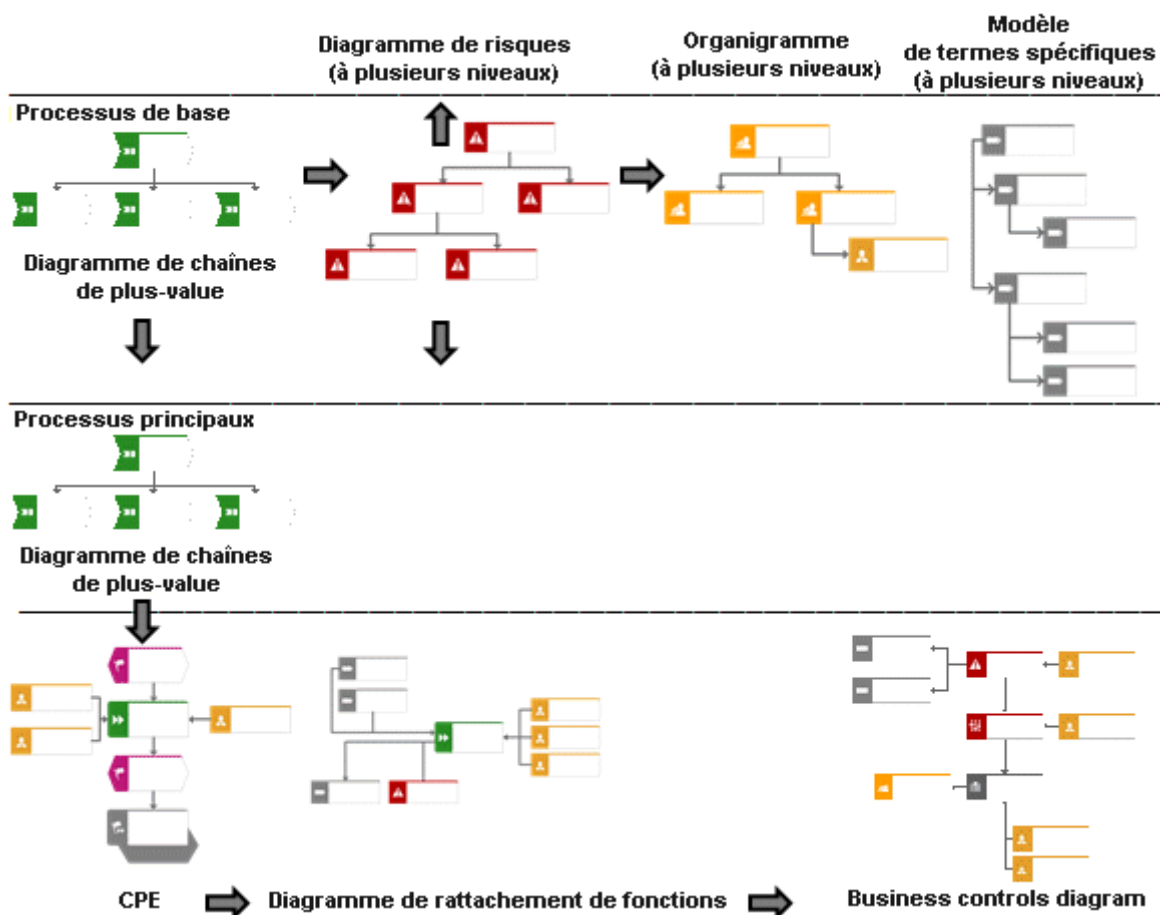 Diagramme de risques
(à plusieurs niveaux)
Organigramme
(à plusieurs niveaux)
Modèle
de termes spécifiques
(à plusieurs niveaux)
Processus de base
Diagramme de chaînes
de plus-value
Processus principaux
Diagramme de chaînes
de plus-value
CPE
Diagramme de rattachement de fonctions
Business controls diagram